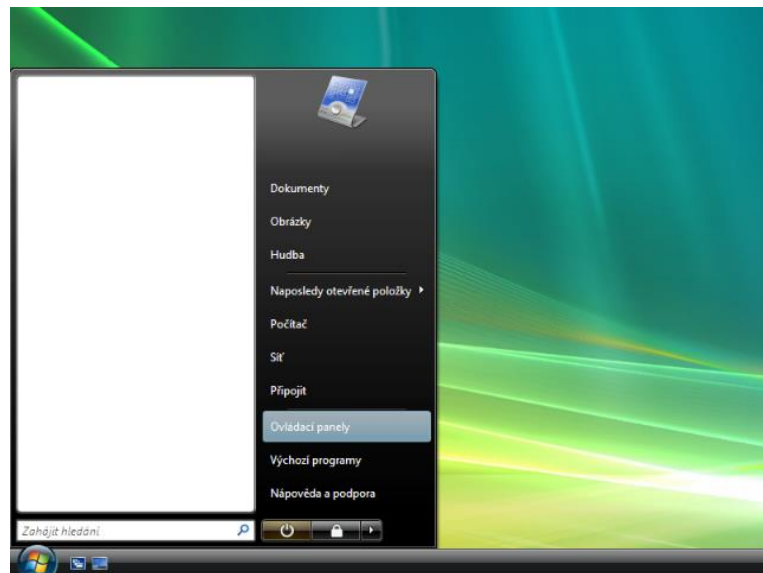 Dokumenty
Obrázky
Hudba
Naposledy otevřené položky
Počítač
Síť
Připojit
Ovládací panely
Výchozí programy
Nápověda a podpora
Zahájit hledání